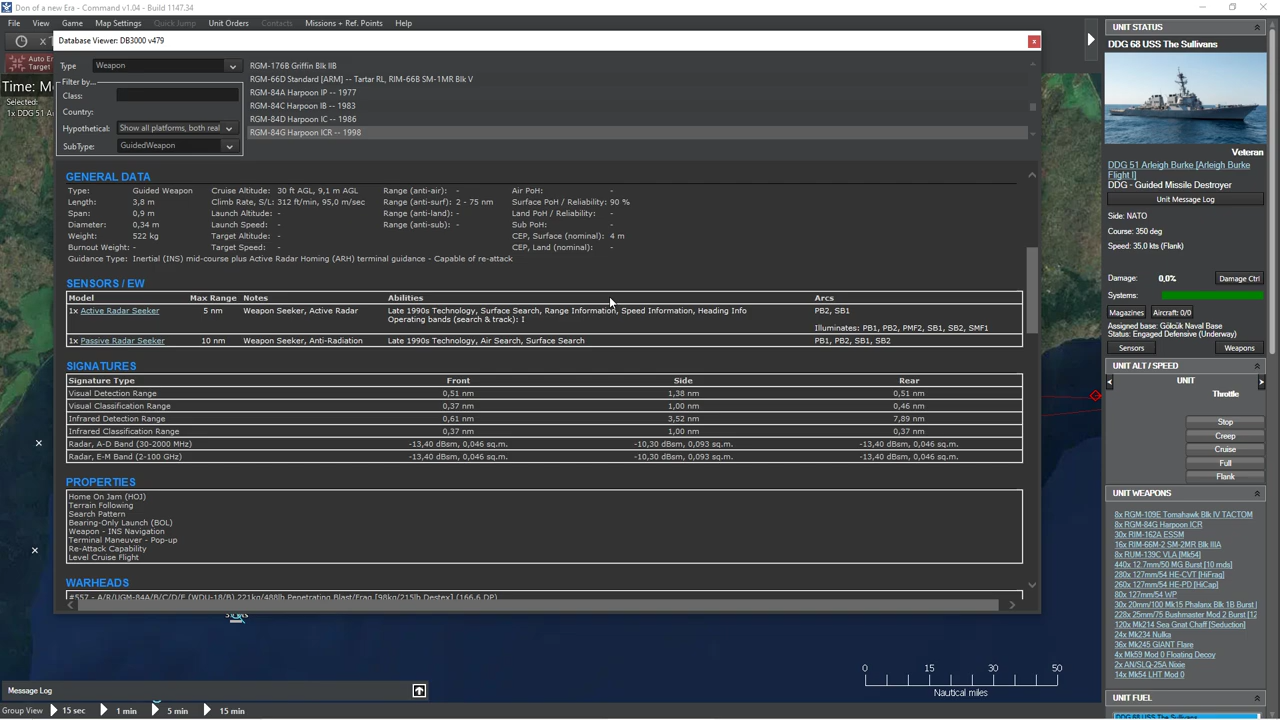 Don of a new Era - Command v1.04 - Build 1147.34
File View Game Map Settings Quick Jump Unit Orders Contacts Missions + Ref. Points Help
Database Viewer: DB3000 v479
Type Weapon
Filter by...
Class:
Country:
Hypothetical: Show all platforms, both real
SubType: GuidedWeapon
RGM-176B Griffin Blk IIB
RGM-66D Standard [ARM] -- Tartar RL, RIM-66B SM-1MR Blk V
RGM-84A Harpoon IP -- 1977
RGM-84C Harpoon IB -- 1983
RGM-84D Harpoon IC -- 1986
RGM-84G Harpoon ICR -- 1998
Auto En
Target
Time: M
Selected:
1x DDG 51 A
GENERAL DATA
Type: Guided Weapon Cruise Altitude: 30 ft AGL, 9,1 m AGL Range (anti-air): - Air PoH: -
Length: 3,8 m Climb Rate, S/L: 312 ft/min, 95,0 m/sec Range (anti-surf): 2 - 75 nm Surface PoH / Reliability: 90 %
Span: 0,9 m Launch Altitude: - Range (anti-land): - Land PoH / Reliability: -
Diameter: 0,34 m Launch Speed: - Range (anti-sub): - Sub PoH: -
Weight: 522 kg Target Altitude: - CEP, Surface (nominal): 4 m
Burnout Weight: - Target Speed: - CEP, Land (nominal): -
Guidance Type: Inertial (INS) mid-course plus Active Radar Homing (ARH) terminal guidance - Capable of re-attack
SENSORS / EW
Model Max Range Notes Abilities Arcs
1x Active Radar Seeker 5 nm Weapon Seeker, Active Radar Late 1990s Technology, Surface Search, Range Information, Speed Information, Heading Info PB2, SB1
Operating bands (search & track): I
Illuminates: PB1, PB2, PMF2, SB1, SB2, SMF1
1x Passive Radar Seeker 10 nm Weapon Seeker, Anti-Radiation Late 1990s Technology, Air Search, Surface Search PB1, PB2, SB1, SB2
SIGNATURES
Signature Type Front Side Rear
Visual Detection Range 0,51 nm 1,38 nm 0,51 nm
Visual Classification Range 0,37 nm 1,00 nm 0,46 nm
Infrared Detection Range 0,61 nm 3,52 nm 7,89 nm
Infrared Classification Range 0,37 nm 1,00 nm 0,37 nm
Radar, A-D Band (30-2000 MHz) -13,40 dBsm, 0,046 sq.m. -10,30 dBsm, 0,093 sq.m. -13,40 dBsm, 0,046 sq.m.
Radar, E-M Band (2-100 GHz) -13,40 dBsm, 0,046 sq.m. -10,30 dBsm, 0,093 sq.m. -13,40 dBsm, 0,046 sq.m.
PROPERTIES
Home On Jam (HOJ)
Terrain Following
Search Pattern
Bearing-Only Launch (BOL)
Weapon - INS Navigation
Terminal Maneuver - Pop-up
Re-Attack Capability
Level Cruise Flight
WARHEADS
#557 - A/R/UGM-84A/B/C/D/E (WDU-18/B) 221kg/488lb Penetrating Blast/Frag [98kg/215lb Destex] (166.6 DP)
0 15 30 50
Nautical miles
Message Log
Group View 15 sec 1 min 5 min 15 min
UNIT STATUS
DDG 68 USS The Sullivans
Veteran
DDG 51 Arleigh Burke [Arleigh Burke
Flight I]
DDG - Guided Missile Destroyer
Unit Message Log
Side: NATO
Course: 350 deg
Speed: 35,0 kts (Flank)
Damage: 0,0% Damage Ctrl
Systems:
Magazines Aircraft: 0/0
Assigned base: Gölcük Naval Base
Status: Engaged Defensive (Underway)
Sensors Weapons
UNIT ALT / SPEED
UNIT
Throttle
Stop
Creep
Cruise
Full
Flank
UNIT WEAPONS
8x RGM-109E Tomahawk Blk IV TACTOM
8x RGM-84G Harpoon ICR
30x RIM-162A ESSM
16x RIM-66M-2 SM-2MR Blk IIIA
8x RUM-139C VLA [Mk54]
440x 12.7mm/50 MG Burst [10 rnds]
280x 127mm/54 HE-CVT [HiFrag]
260x 127mm/54 HE-PD [HiCap]
80x 127mm/54 WP
30x 20mm/100 Mk15 Phalanx Blk 1B Burst [
228x 25mm/75 Bushmaster Mod 2 Burst [12
120x Mk214 Sea Gnat Chaff [Seduction]
24x Mk234 Nulka
36x Mk245 GIANT Flare
4x Mk59 Mod 0 Floating Decoy
2x AN/SLQ-25A Nixie
14x Mk54 LHT Mod 0
UNIT FUEL
DDG 68 USS The Sullivans